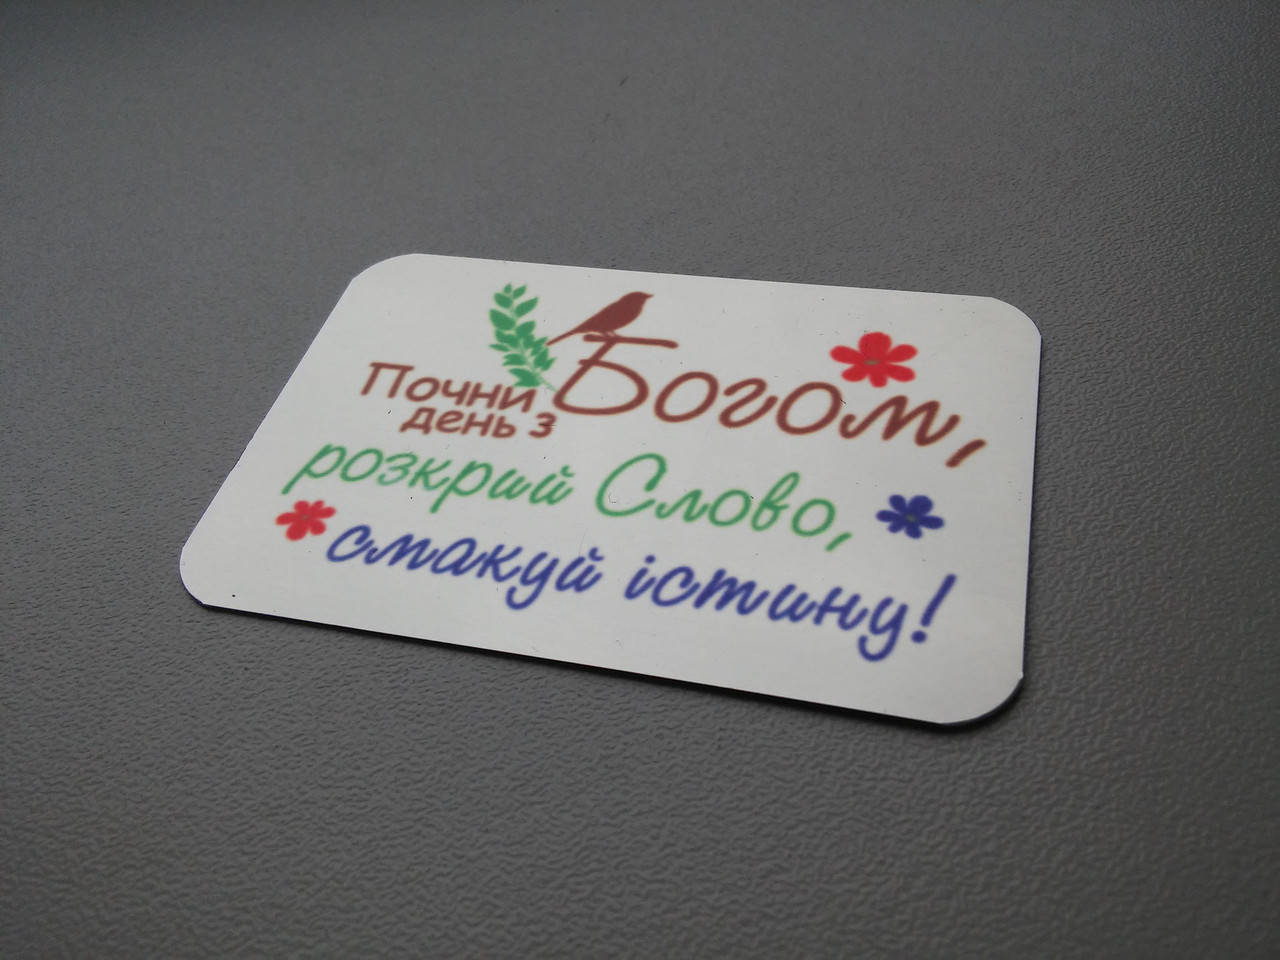 Почни
день з Богом,
розкрий Слово,
смакуй істину!